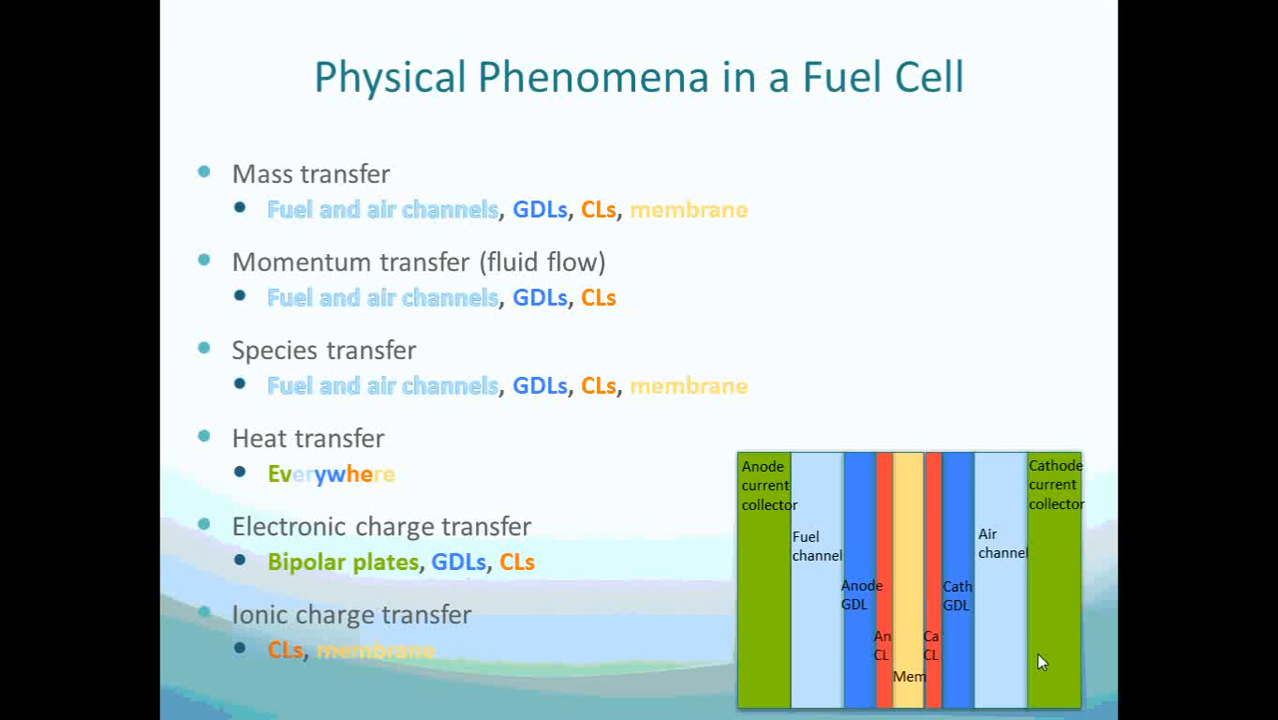 Physical Phenomena in a Fuel Cell
Mass transfer
Fuel and air channels, GDLs, CLs, membrane
Momentum transfer (fluid flow)
Fuel and air channels, GDLs, CLs
Species transfer
Fuel and air channels, GDLs, CLs, membrane
Heat transfer
Everywhere
Electronic charge transfer
Bipolar plates, GDLs, CLs
Ionic charge transfer
CLs, membrane
Anode
current
collector
Fuel
channel
Anode
GDL
An
CL
Mem
Ca
CL
Cath
GDL
Air
channel
Cathode
current
collector